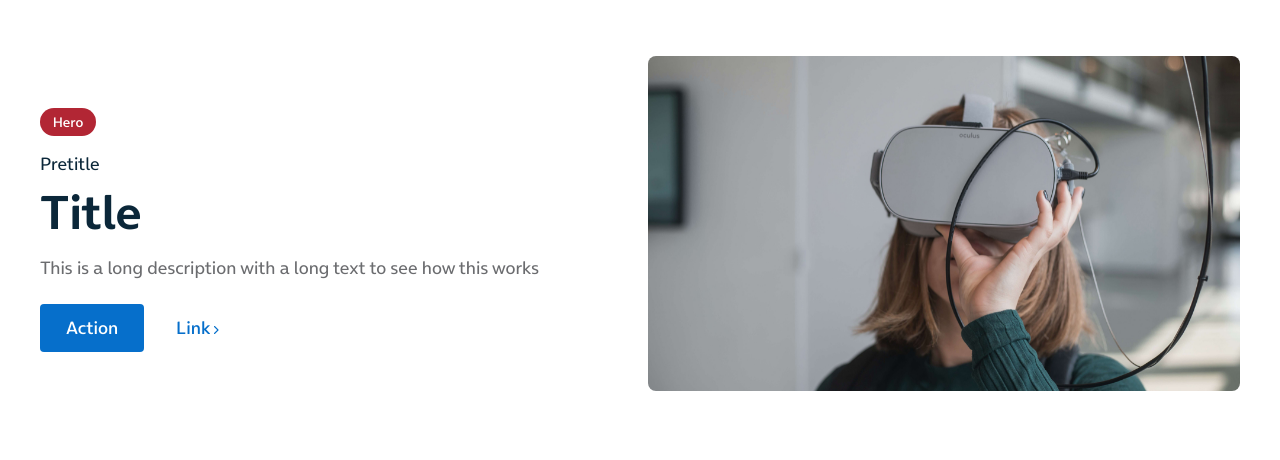 Hero
Pretitle
Title
This is a long description with a long text to see how this works
Action
Link
oculus